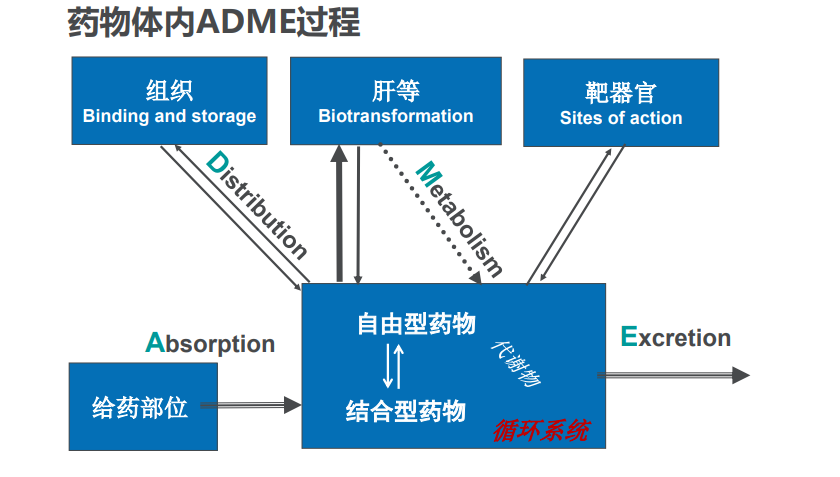 药物体内ADME过程
组织
Binding and storage
肝等
Biotransformation
靶器官
Sites of action
Distribution
Metabolism
Absorption
Excretion
给药部位
自由型药物
结合型药物
代谢物
循环系统